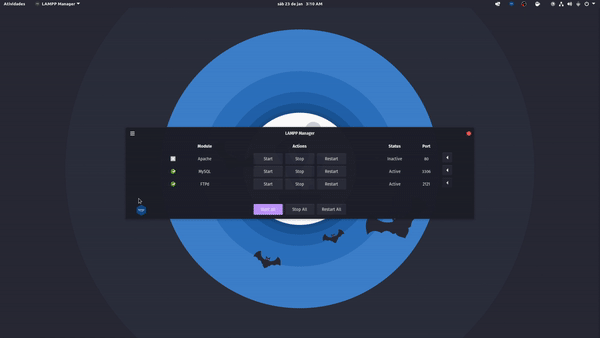 Atividades LAMPP Manager sáb 23 de jan 3:10 AM
LAMPP Manager
Module Actions Status Port
Apache Start Stop Restart Inactive 80
MySQL Start Stop Restart Active 3306
FTPd Start Stop Restart Active 2121
Start All Stop All Restart All